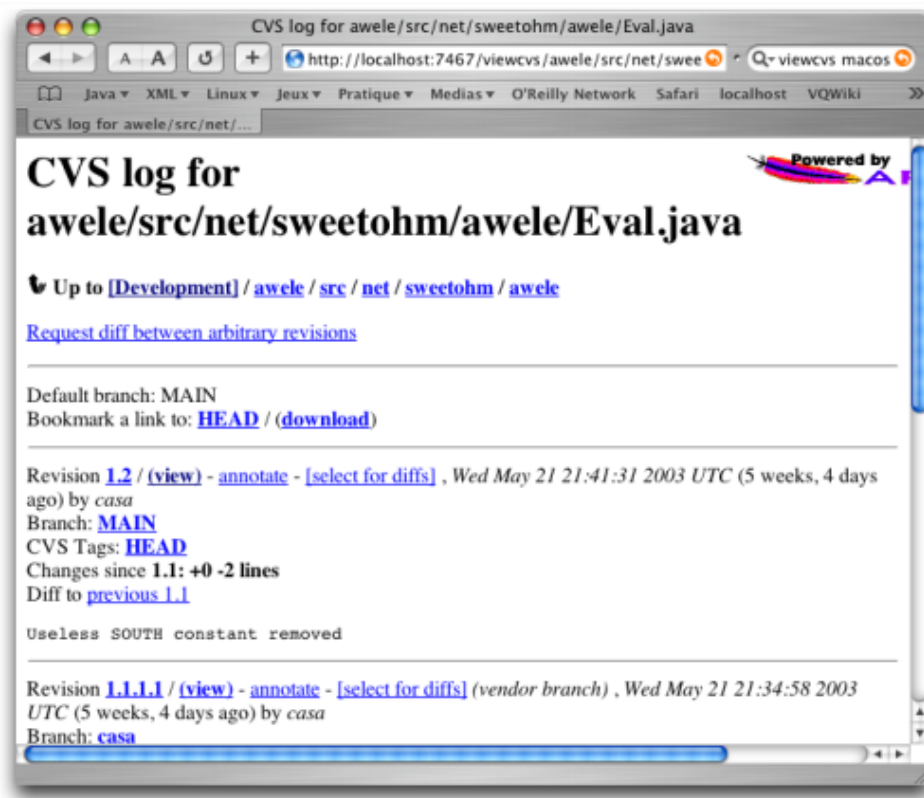 CVS log for awele/src/net/sweetohm/awele/Eval.java
A A + http://localhost:7467/viewcvs/awele/src/net/swee viewcvs macos
Java XML Linux Jeux Pratique Medias O'Reilly Network Safari localhost VQWiki »
CVS log for awele/src/net/...
CVS log for
awele/src/net/sweetohm/awele/Eval.java
Powered by
Up to [Development] / awele / src / net / sweetohm / awele
Request diff between arbitrary revisions
Default branch: MAIN
Bookmark a link to: HEAD / (download)
Revision 1.2 / (view) - annotate - [select for diffs] , Wed May 21 21:41:31 2003 UTC (5 weeks, 4 days
ago) by casa
Branch: MAIN
CVS Tags: HEAD
Changes since 1.1: +0 -2 lines
Diff to previous 1.1
Useless SOUTH constant removed
Revision 1.1.1.1 / (view) - annotate - [select for diffs] (vendor branch) , Wed May 21 21:34:58 2003
UTC (5 weeks, 4 days ago) by casa
Branch: casa